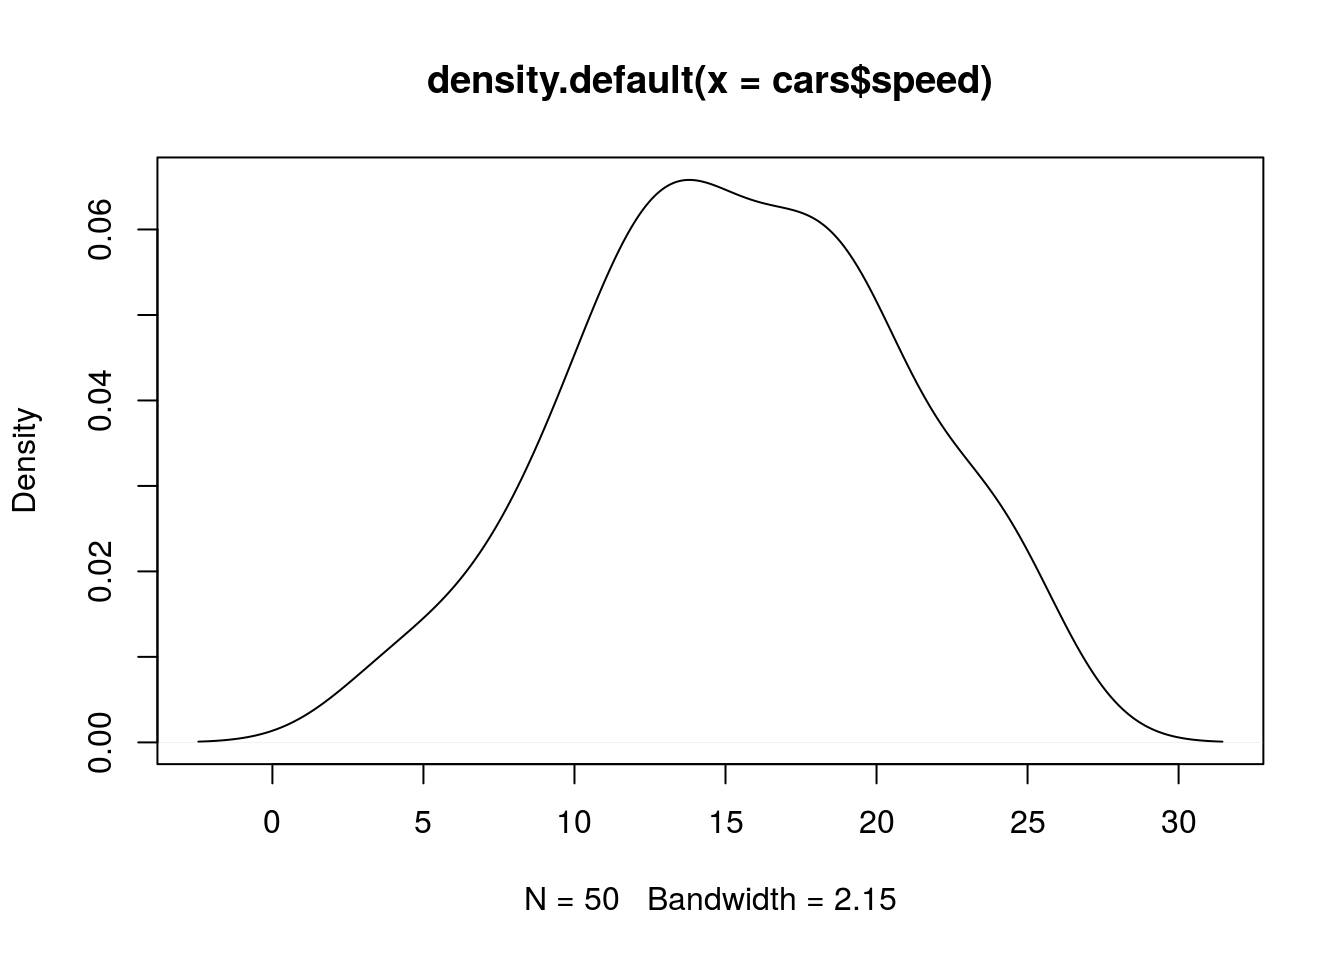 density.default(x = cars$speed)
Density
0.06
0.04
0.02
0.00
0 5 10 15 20 25 30
N = 50 Bandwidth = 2.15